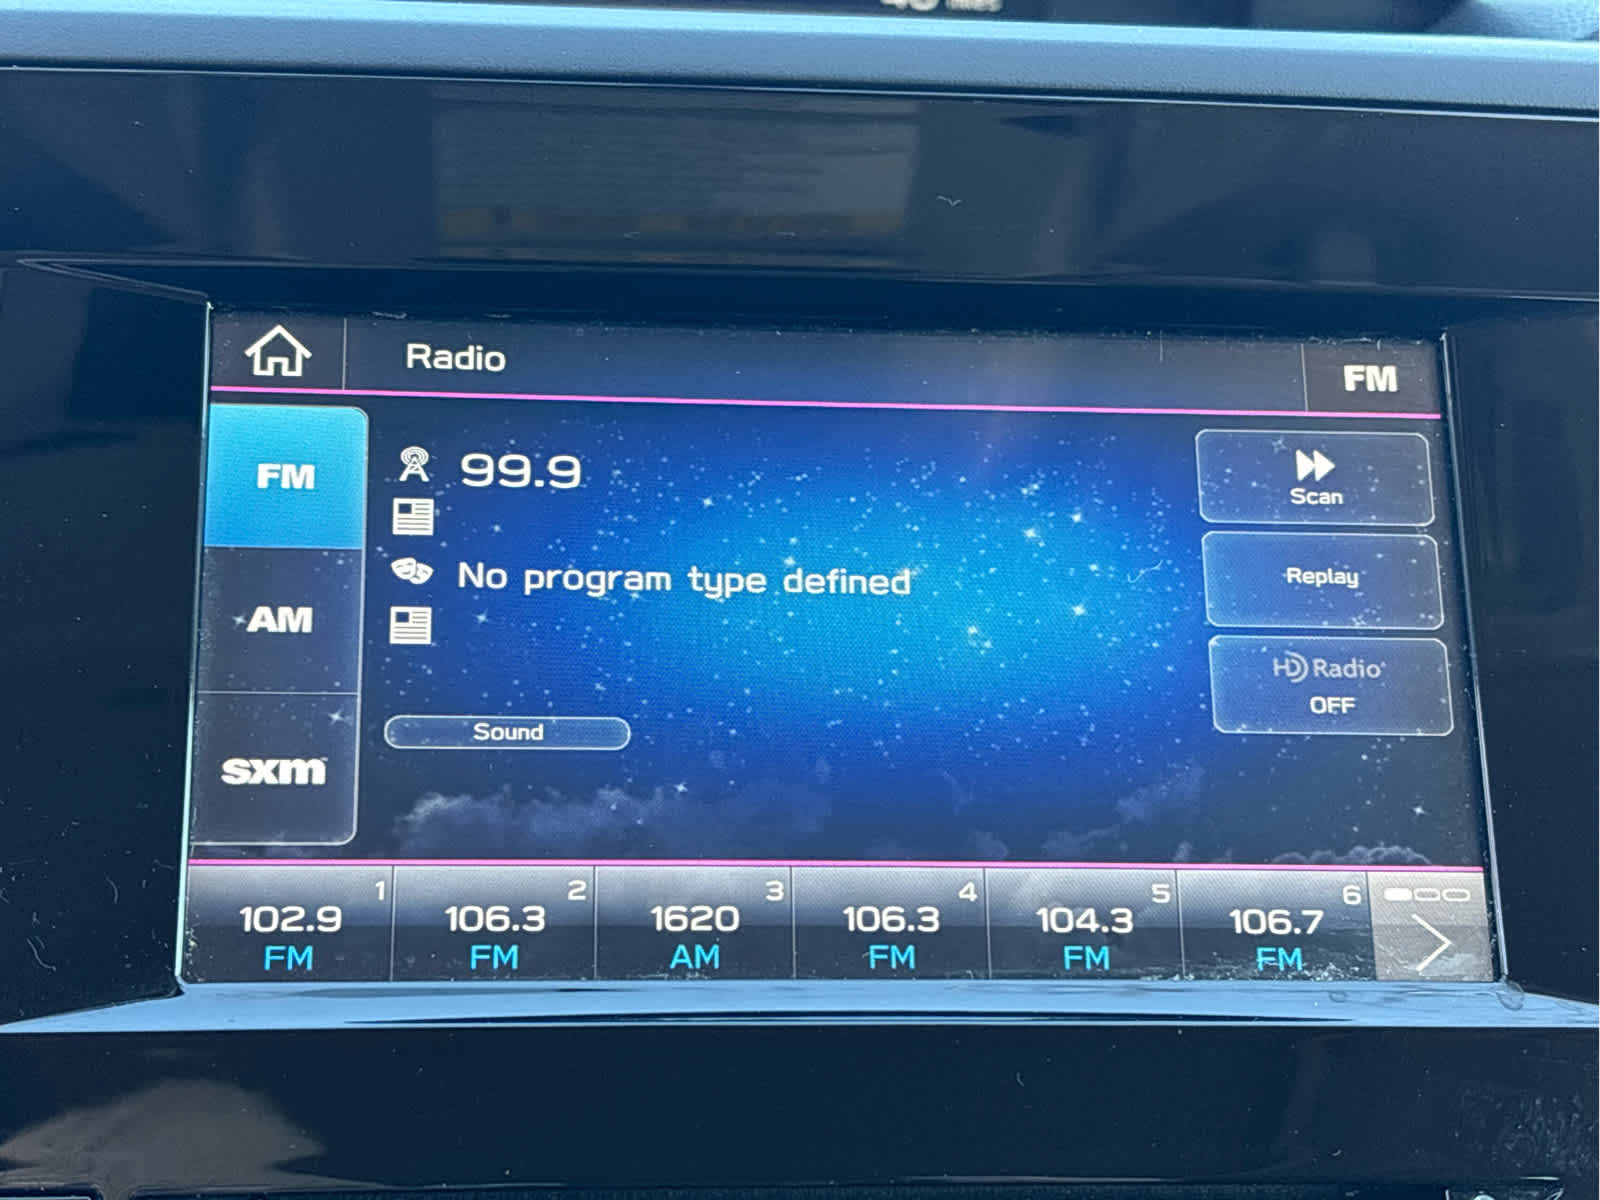 miles
Radio
FM
FM
99.9
Scan
No program type defined
Replay
AM
HD Radio
OFF
Sound
sxm
1 2 3 4 5 6
102.9 106.3 1620 106.3 104.3 106.7
FM FM AM FM FM FM